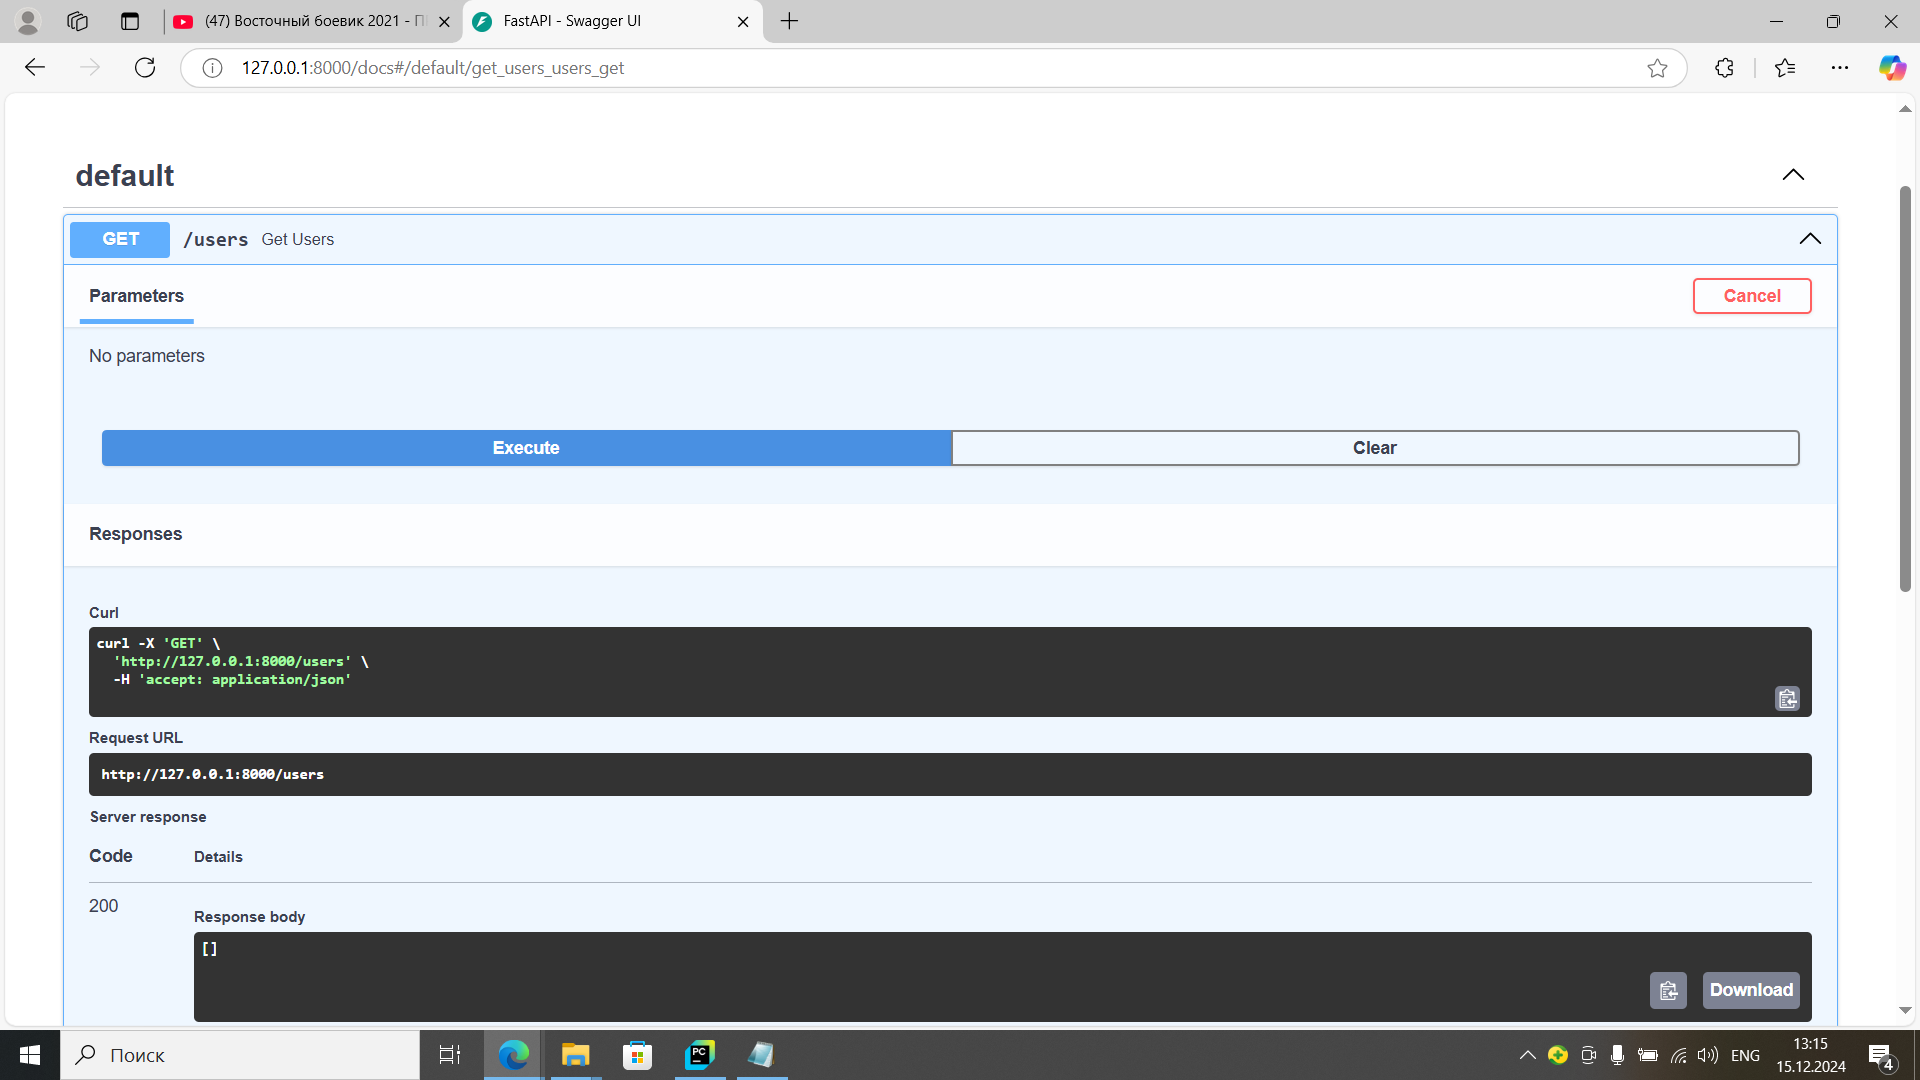 (47) Восточный боевик 2021 - П
FastAPI - Swagger UI
127.0.0.1:8000/docs#/default/get_users_users_get
default
GET /users Get Users
Parameters
Cancel
No parameters
Execute
Clear
Responses
Curl
curl -X 'GET' \
'http://127.0.0.1:8000/users' \
-H 'accept: application/json'
Request URL
http://127.0.0.1:8000/users
Server response
Code Details
200
Response body
[]
Download
Поиск
PC
ENG
13:15
15.12.2024
4